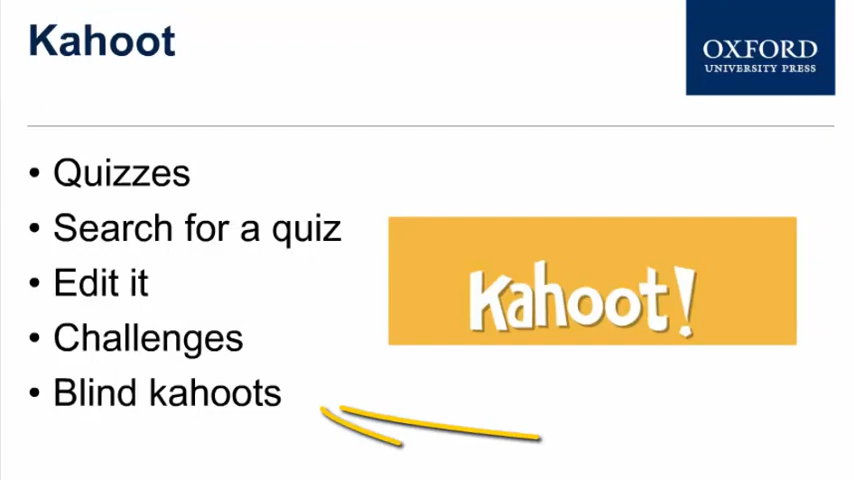 Kahoot
OXFORD
UNIVERSITY PRESS
• Quizzes
• Search for a quiz
• Edit it
• Challenges
• Blind kahoots
Kahoot!